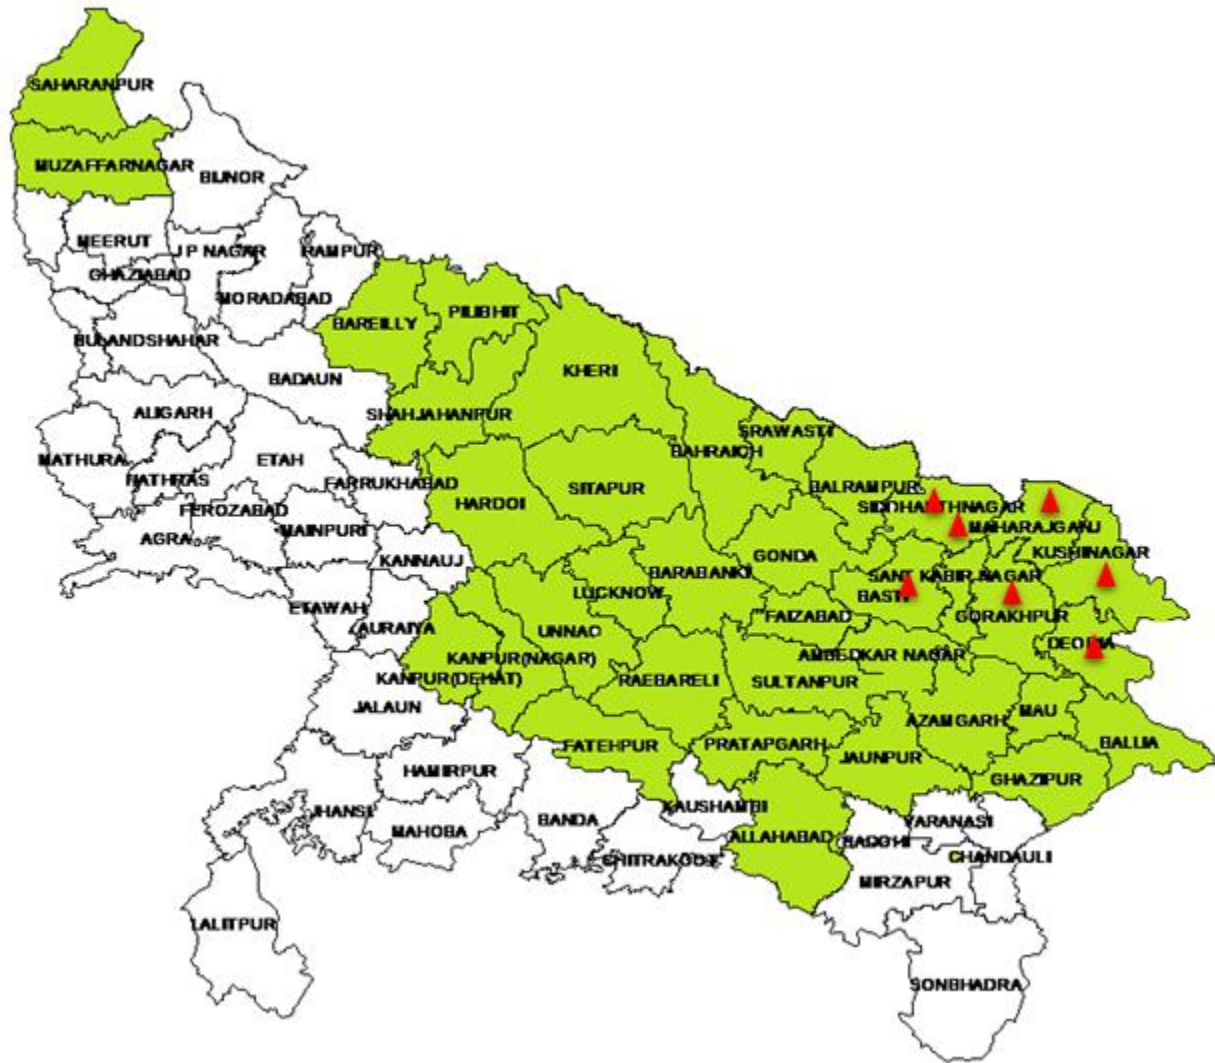 SAHARANPUR
MUZAFFARNAGAR
BIJNOR
MEERUT
J P NAGAR
RAMPUR
GHAZIABAD
MORADABAD
BAREILLY
PILIBHIT
BULANDSHAHAR
BADAUN
KHERI
ALIGARH
SHAHJAHANPUR
SRAWASTI
MATHURA
ETAH
BAHRAICH
HATHRAS
FARRUKHABAD
HARDOI
SITAPUR
BALRAMPUR
FEROZABAD
SIDDHARTHNAGAR
AGRA
MAINPURI
MAHARAJGANJ
KANNAUJ
GONDA
KUSHINAGAR
BARABANKI
SANT KABIR NAGAR
ETAWAH
LUCKNOW
BASTI
AURAIYA
UNNAO
FAIZABAD
GORAKHPUR
DEORIA
KANPUR(NAGAR)
AMBEDKAR NAGAR
KANPUR(DEHAT)
RAEBARELI
SULTANPUR
JALAUN
AZAMGARH
MAU
FATEHPUR
PRATAPGARH
BALLIA
JAUNPUR
HAMIRPUR
GHAZIPUR
JHANSI
KAUSHAMBI
MAHOBA
BANDA
VARANASI
ALLAHABAD
BADOHI
CHITRAKOOT
CHANDAULI
MIRZAPUR
LALITPUR
SONBHADRA